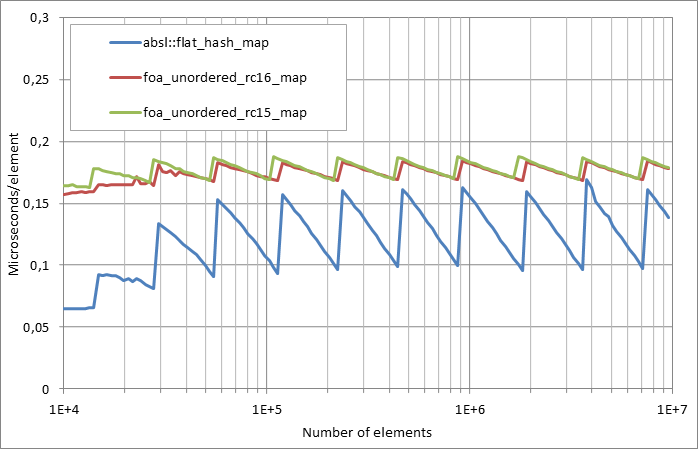 0,3
0,25
0,2
0,15
0,1
0,05
0
Microseconds/element
absl::flat_hash_map
foa_unordered_rc16_map
foa_unordered_rc15_map
1E+4
1E+5
1E+6
1E+7
Number of elements